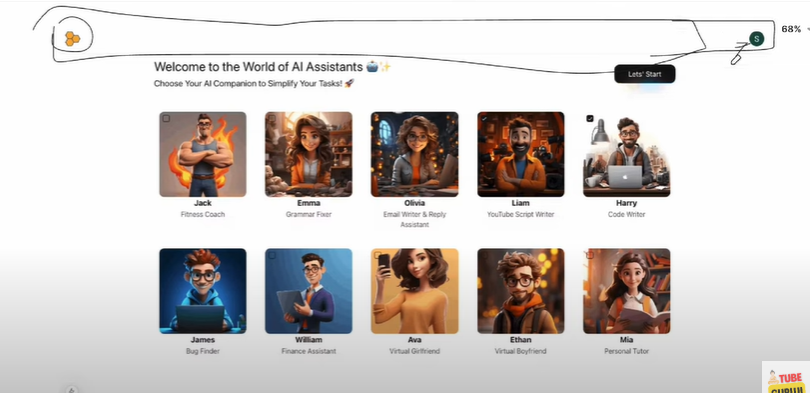 S
68%
Welcome to the World of AI Assistants
Choose Your AI Companion to Simplify Your Tasks!
Lets' Start
Jack
Fitness Coach
Emma
Grammar Fixer
Olivia
Email Writer & Reply
Assistant
Liam
YouTube Script Writer
Harry
Code Writer
James
Bug Finder
William
Finance Assistant
Ava
Virtual Girlfriend
Ethan
Virtual Boyfriend
Mia
Personal Tutor
TUBE
GURUJI